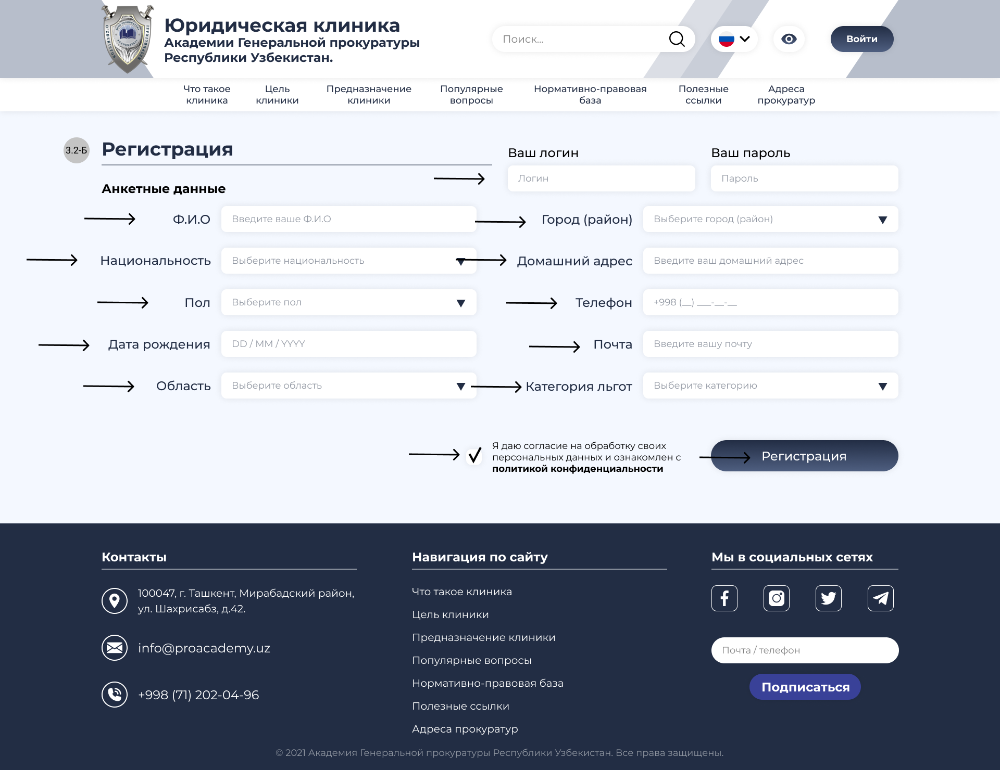 Юридическая клиника
Академии Генеральной прокуратуры
Республики Узбекистан.
Поиск...
Войти
Что такое
клиника
Цель
клиники
Предназначение
клиники
Популярные
вопросы
Нормативно-правовая
база
Полезные
ссылки
Адреса
прокуратур
3.2-Б
Регистрация
Ваш логин
Ваш пароль
Логин
Пароль
Анкетные данные
Ф.И.О
Введите ваше Ф.И.О
Город (район)
Выберите город (район)
Национальность
Выберите национальность
Домашний адрес
Введите ваш домашний адрес
Пол
Выберите пол
Телефон
+998 (__) ___-__-__
Дата рождения
DD / MM / YYYY
Почта
Введите вашу почту
Область
Выберите область
Категория льгот
Выберите категорию
Я даю согласие на обработку своих
персональных данных и ознакомлен с
политикой конфиденциальности
Регистрация
Контакты
100047, г. Ташкент, Мирабадский район,
ул. Шахрисабз, д.42.
info@proacademy.uz
+998 (71) 202-04-96
Навигация по сайту
Что такое клиника
Цель клиники
Предназначение клиники
Популярные вопросы
Нормативно-правовая база
Полезные ссылки
Адреса прокуратур
Мы в социальных сетях
Почта / телефон
Подписаться
© 2021 Академия Генеральной прокуратуры Республики Узбекистан. Все права защищены.